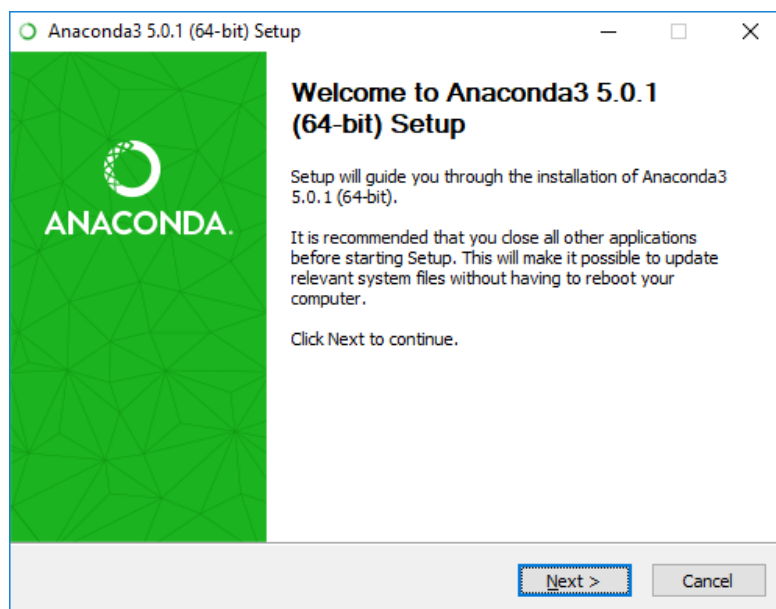 Anaconda3 5.0.1 (64-bit) Setup
ANACONDA.
Welcome to Anaconda3 5.0.1
(64-bit) Setup
Setup will guide you through the installation of Anaconda3
5.0.1 (64-bit).
It is recommended that you close all other applications
before starting Setup. This will make it possible to update
relevant system files without having to reboot your
computer.
Click Next to continue.
Next >
Cancel